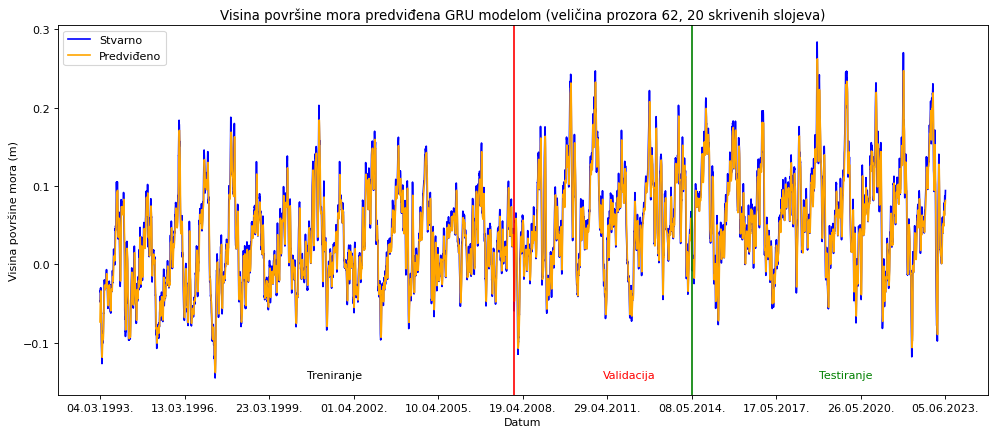 Visina površine mora predviđena GRU modelom (veličina prozora 62, 20 skrivenih slojeva)
Stvarno
Predviđeno
Visina površine mora (m)
0.3
0.2
0.1
0.0
−0.1
Treniranje
Validacija
Testiranje
04.03.1993. 13.03.1996. 23.03.1999. 01.04.2002. 10.04.2005. 19.04.2008. 29.04.2011. 08.05.2014. 17.05.2017. 26.05.2020. 05.06.2023.
Datum